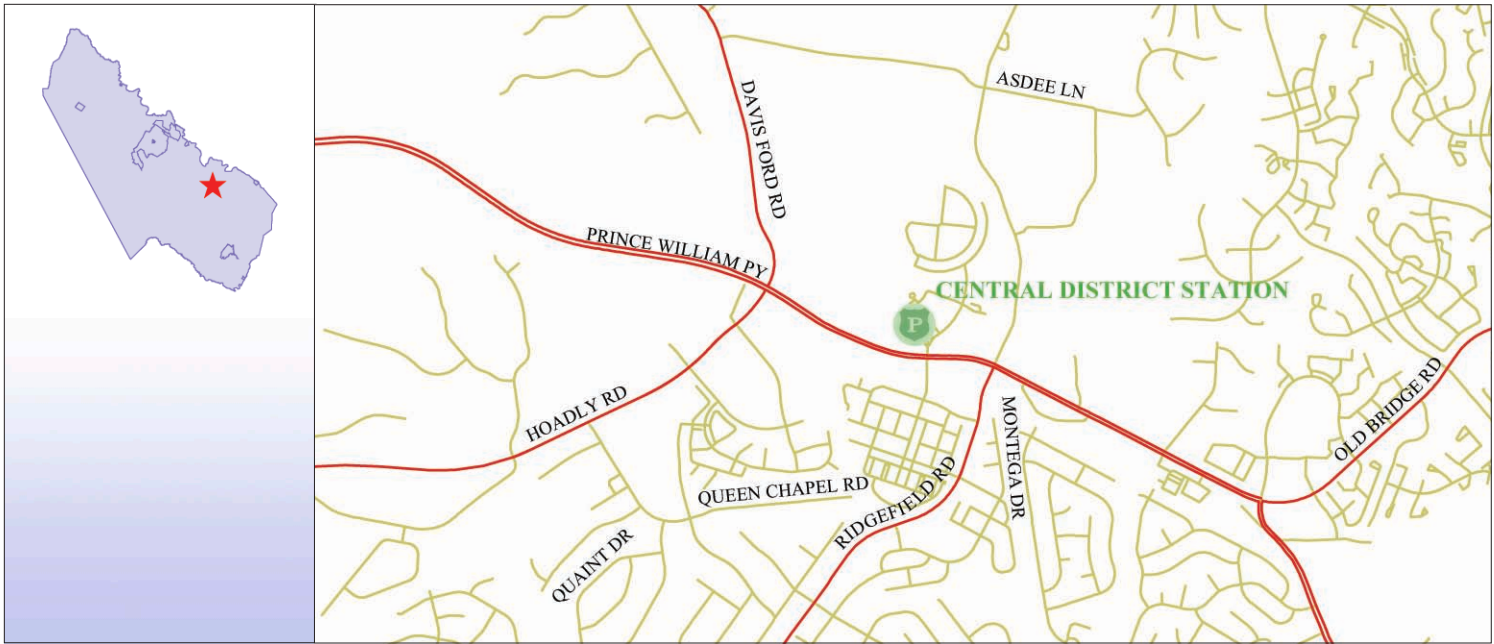 ASDEE LN
DAVIS FORD RD
PRINCE WILLIAM PY
CENTRAL DISTRICT STATION
P
HOADLY RD
OLD BRIDGE RD
MONTEGA DR
QUEEN CHAPEL RD
RIDGEFIELD RD
QUAINT DR